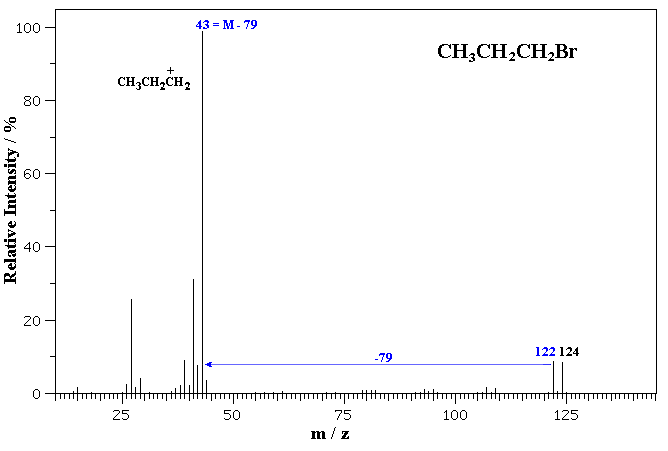 43 = M - 79
CH₃CH₂CH₂Br
+
CH₃CH₂CH₂
100
80
60
40
20
0
Relative Intensity / %
-79
122 124
25 50 75 100 125
m / z